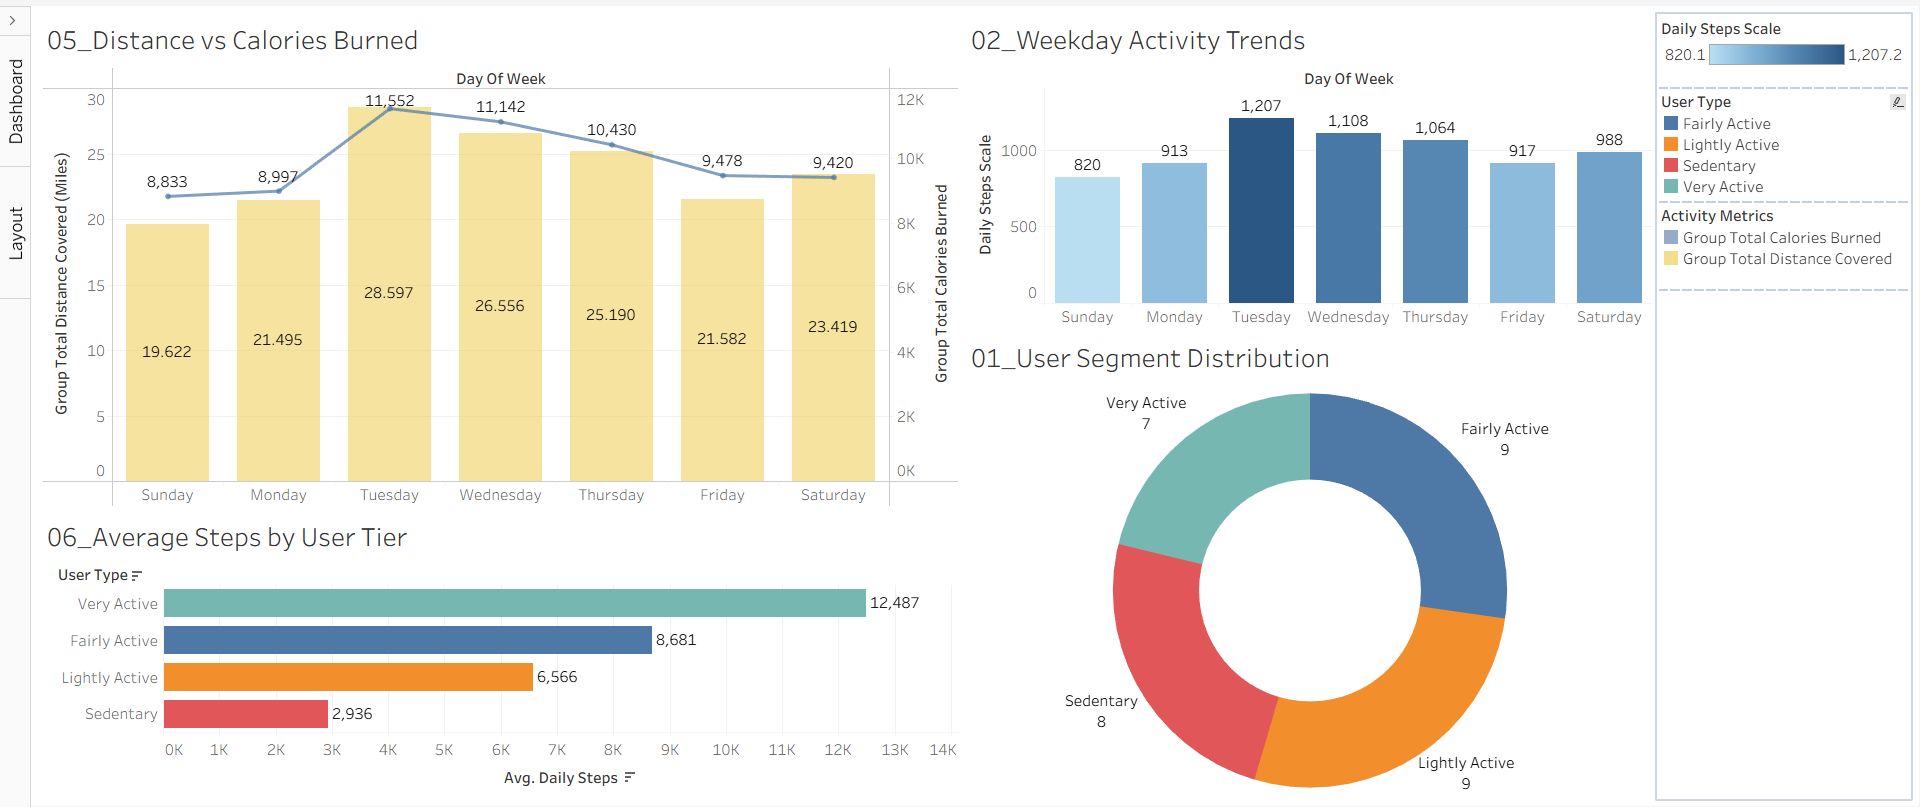 Dashboard
Layout
05_Distance vs Calories Burned
Day Of Week
Group Total Distance Covered (Miles)
30
25
20
15
10
5
0
8,833
8,997
11,552
11,142
10,430
9,478
9,420
19.622
21.495
28.597
26.556
25.190
21.582
23.419
12K
10K
8K
6K
4K
2K
0K
Group Total Calories Burned
Sunday
Monday
Tuesday
Wednesday
Thursday
Friday
Saturday
06_Average Steps by User Tier
User Type
Very Active
12,487
Fairly Active
8,681
Lightly Active
6,566
Sedentary
2,936
0K
1K
2K
3K
4K
5K
6K
7K
8K
9K
10K
11K
12K
13K
14K
Avg. Daily Steps
02_Weekday Activity Trends
Day Of Week
Daily Steps Scale
1000
500
0
820
913
1,207
1,108
1,064
917
988
Sunday
Monday
Tuesday
Wednesday
Thursday
Friday
Saturday
01_User Segment Distribution
Very Active
7
Fairly Active
9
Sedentary
8
Lightly Active
9
Daily Steps Scale
820.1
1,207.2
User Type
Fairly Active
Lightly Active
Sedentary
Very Active
Activity Metrics
Group Total Calories Burned
Group Total Distance Covered